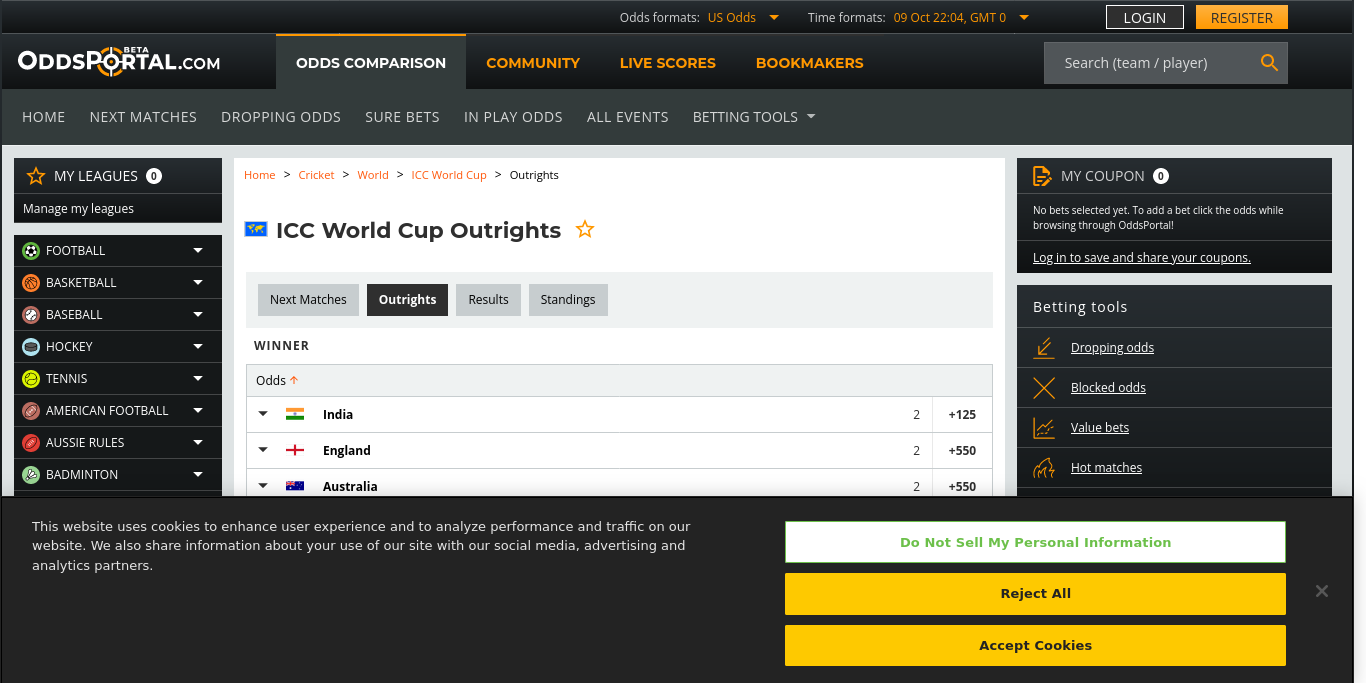 Odds formats: US Odds Time formats: 09 Oct 22:04, GMT 0 LOGIN REGISTER
ODDSPORTAL.COM BETA
ODDS COMPARISON COMMUNITY LIVE SCORES BOOKMAKERS Search (team / player)
HOME NEXT MATCHES DROPPING ODDS SURE BETS IN PLAY ODDS ALL EVENTS BETTING TOOLS
MY LEAGUES 0
Manage my leagues
FOOTBALL
BASKETBALL
BASEBALL
HOCKEY
TENNIS
AMERICAN FOOTBALL
AUSSIE RULES
BADMINTON
Home > Cricket > World > ICC World Cup > Outrights
ICC World Cup Outrights
Next Matches Outrights Results Standings
WINNER
Odds
India 2 +125
England 2 +550
Australia 2 +550
MY COUPON 0
No bets selected yet. To add a bet click the odds while
browsing through OddsPortal!
Log in to save and share your coupons.
Betting tools
Dropping odds
Blocked odds
Value bets
Hot matches
This website uses cookies to enhance user experience and to analyze performance and traffic on our
website. We also share information about your use of our site with our social media, advertising and
analytics partners.
Do Not Sell My Personal Information
Reject All
Accept Cookies